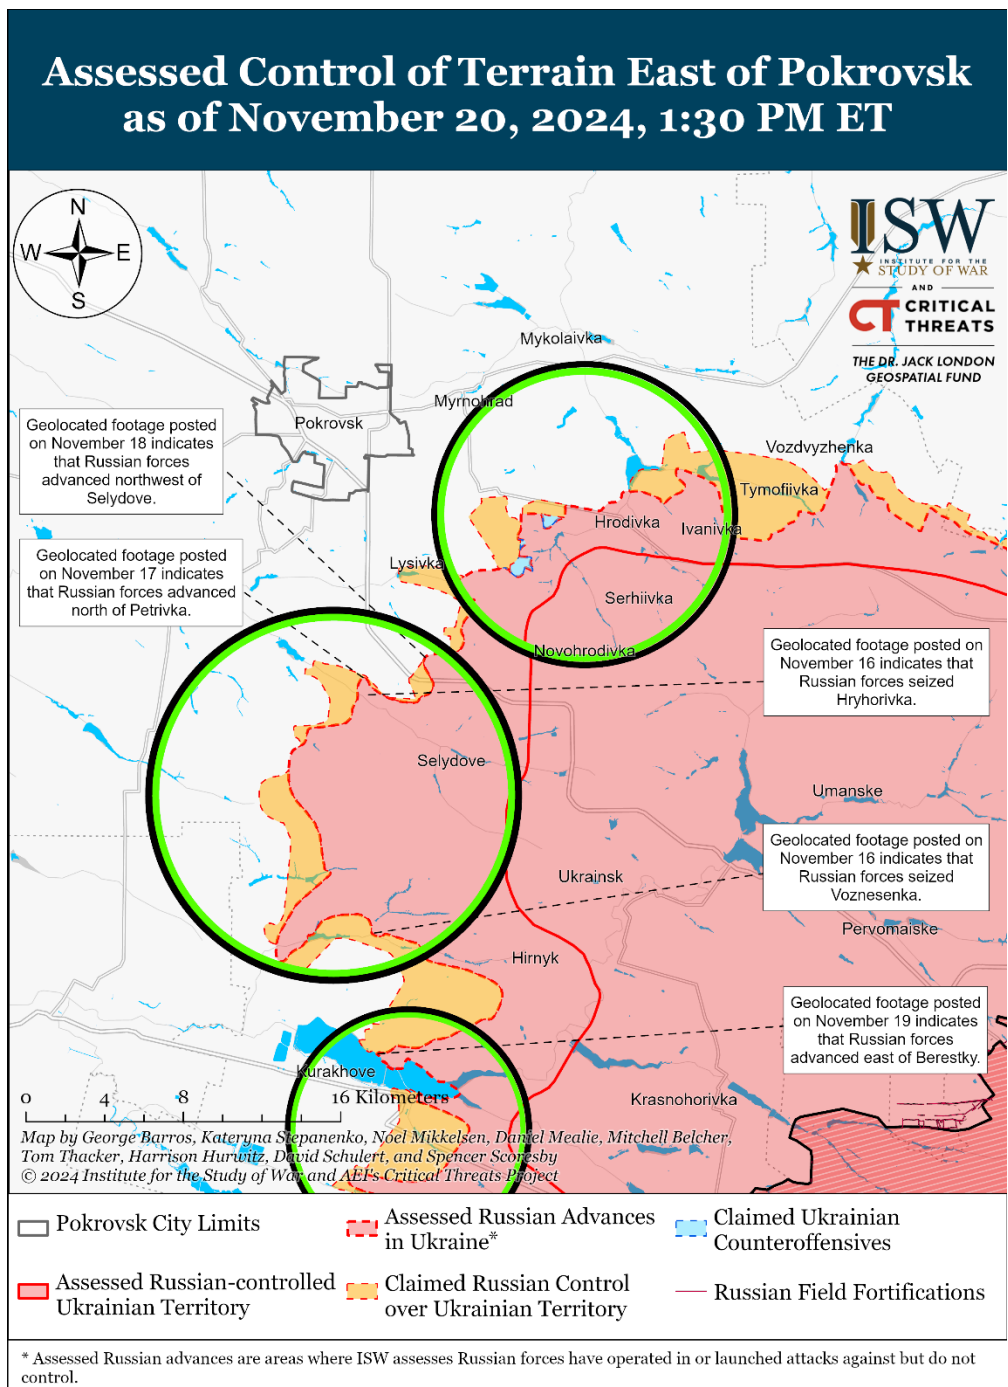 Assessed Control of Terrain East of Pokrovsk
as of November 20, 2024, 1:30 PM ET
N
W
E
S
ISW
INSTITUTE FOR THE
STUDY OF WAR
AND
CT CRITICAL
THREATS
THE DR. JACK LONDON
GEOSPATIAL FUND
Mykolaivka
Myrnohrad
Pokrovsk
Geolocated footage posted
on November 18 indicates
that Russian forces
advanced northwest of
Selydove.
Vozdvyzhenka
Tymofiivka
Hrodivka
Ivanivka
Geolocated footage posted
on November 17 indicates
that Russian forces advanced
north of Petrivka.
Lysivka
Serhiivka
Novohrodivka
Geolocated footage posted on
November 16 indicates that
Russian forces seized
Hryhorivka.
Selydove
Umanske
Geolocated footage posted on
November 16 indicates that
Russian forces seized
Voznesenka.
Ukrainsk
Pervomaiske
Hirnyk
Geolocated footage posted
on November 19 indicates
that Russian forces
advanced east of Berestky.
Kurakhove
Krasnohorivka
0 4 8 16 Kilometers
Map by George Barros, Kateryna Stepanenko, Noel Mikkelsen, Daniel Mealie, Mitchell Belcher,
Tom Thacker, Harrison Hurwitz, David Schulert, and Spencer Scoresby
© 2024 Institute for the Study of War and AEI's Critical Threats Project
Pokrovsk City Limits
Assessed Russian Advances
in Ukraine*
Claimed Ukrainian
Counteroffensives
Assessed Russian-controlled
Ukrainian Territory
Claimed Russian Control
over Ukrainian Territory
Russian Field Fortifications
* Assessed Russian advances are areas where ISW assesses Russian forces have operated in or launched attacks against but do not
control.